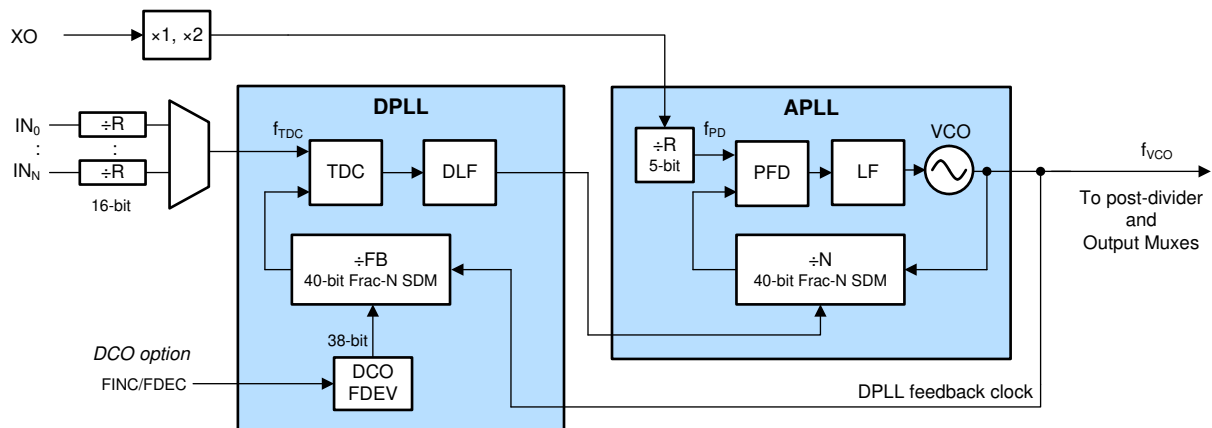 XO
×1, ×2
DPLL
APLL
IN0
÷R
:
:
INN
÷R
16-bit
fTDC
TDC
DLF
÷FB
40-bit Frac-N SDM
38-bit
DCO option
FINC/FDEC
DCO
FDEV
÷R
5-bit
fPD
PFD
LF
VCO
÷N
40-bit Frac-N SDM
fVCO
To post-divider
and
Output Muxes
DPLL feedback clock